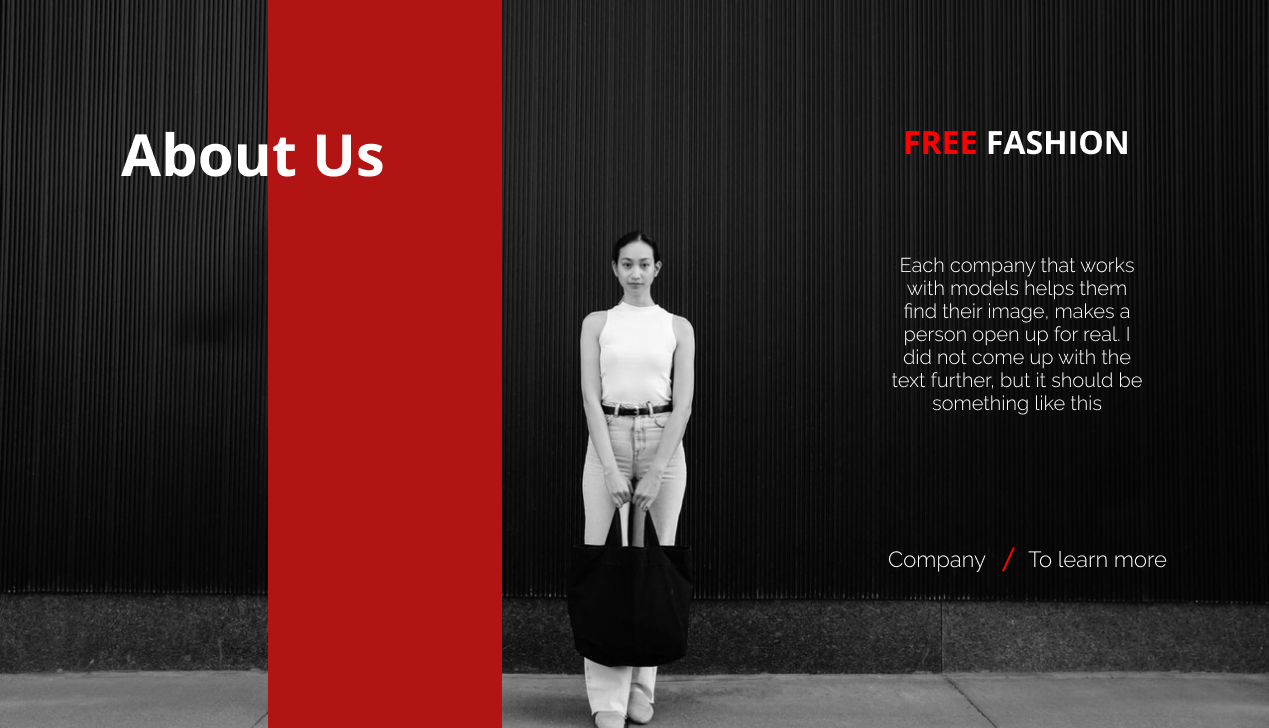 About Us
FREE FASHION
Each company that works
with models helps them
find their image, makes a
person open up for real. I
did not come up with the
text further, but it should be
something like this
Company / To learn more